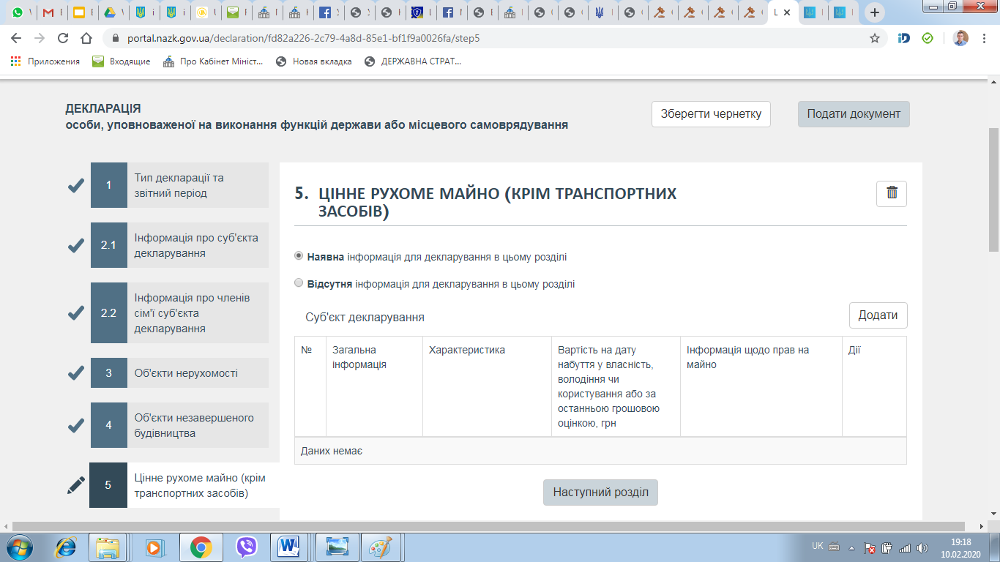 portal.nazk.gov.ua/declaration/fd82a226-2c79-4a8d-85e1-bf1f9a0026fa/step5
Приложения
Входящие
Про Кабінет Мініст...
Новая вкладка
ДЕРЖАВНА СТРАТ...
ДЕКЛАРАЦІЯ
особи, уповноваженої на виконання функцій держави або місцевого самоврядування
Зберегти чернетку
Подати документ
1
Тип декларації та
звітний період
2.1
Інформація про суб'єкта
декларування
2.2
Інформація про членів
сім'ї суб'єкта
декларування
3
Об'єкти нерухомості
4
Об'єкти незавершеного
будівництва
5
Цінне рухоме майно (крім
транспортних засобів)
5. ЦІННЕ РУХОМЕ МАЙНО (КРІМ ТРАНСПОРТНИХ
ЗАСОБІВ)
Наявна інформація для декларування в цьому розділі
Відсутня інформація для декларування в цьому розділі
Суб'єкт декларування
Додати
№
Загальна
інформація
Характеристика
Вартість на дату
набуття у власність,
володіння чи
користування або за
останньою грошовою
оцінкою, грн
Інформація щодо прав на
майно
Дії
Даних немає
Наступний розділ
UK
19:18
10.02.2020